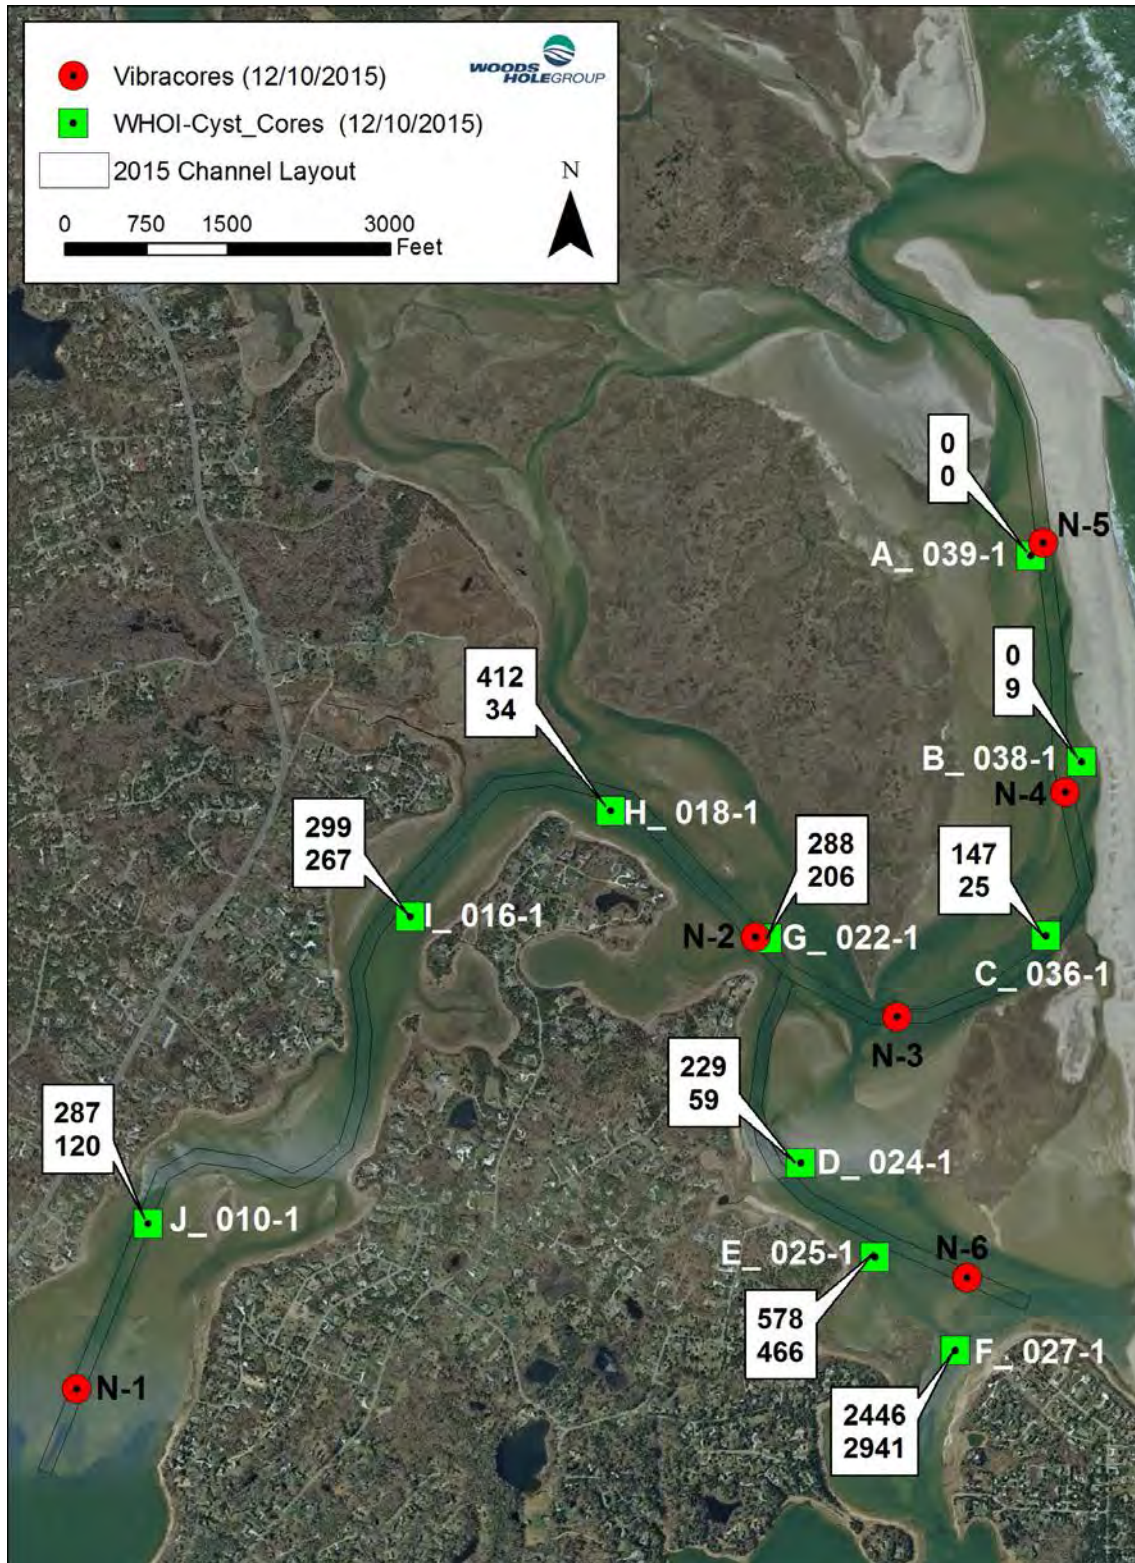 Vibracores (12/10/2015)
WOODS
HOLEGROUP
WHOI-Cyst_Cores (12/10/2015)
2015 Channel Layout
N
0 750 1500 3000
Feet
0
0
N-5
A_ 039-1
0
9
B_ 038-1
N-4
412
34
H_ 018-1
299
267
I_ 016-1
288
206
N-2
G_ 022-1
147
25
C_ 036-1
N-3
229
59
D_ 024-1
287
120
J_ 010-1
E_ 025-1
N-6
578
466
F_ 027-1
N-1
2446
2941